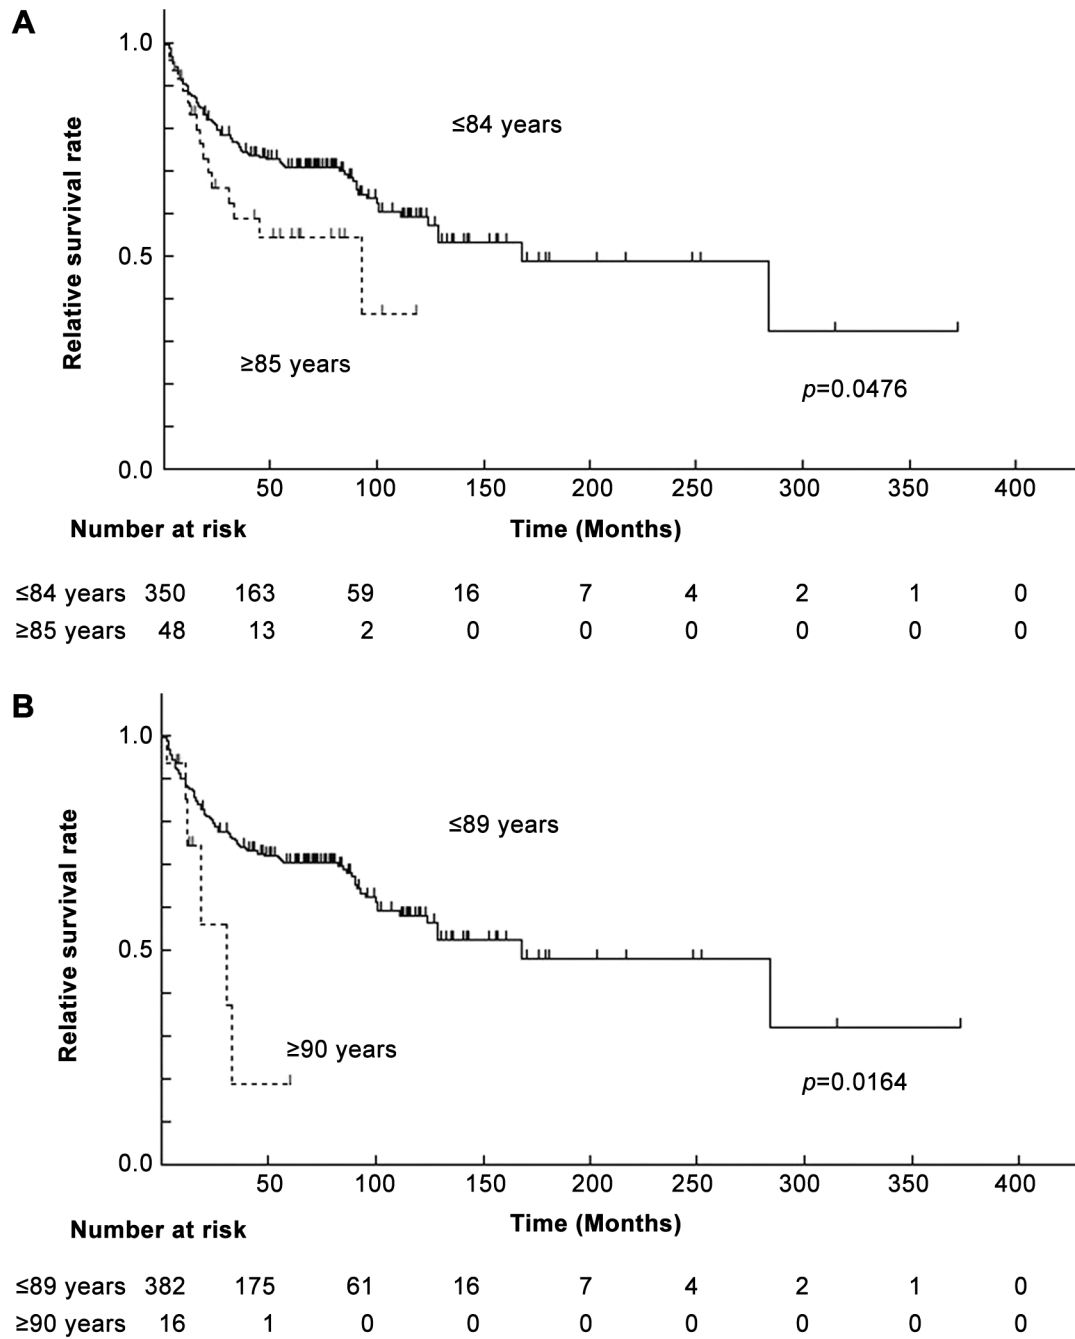 A
1.0
≤84 years
Relative survival rate
0.5
≥85 years
p=0.0476
0.0
50 100 150 200 250 300 350 400
Number at risk Time (Months)
≤84 years 350 163 59 16 7 4 2 1 0
≥85 years 48 13 2 0 0 0 0 0 0
B
1.0
≤89 years
Relative survival rate
0.5
≥90 years
p=0.0164
0.0
50 100 150 200 250 300 350 400
Number at risk Time (Months)
≤89 years 382 175 61 16 7 4 2 1 0
≥90 years 16 1 0 0 0 0 0 0 0